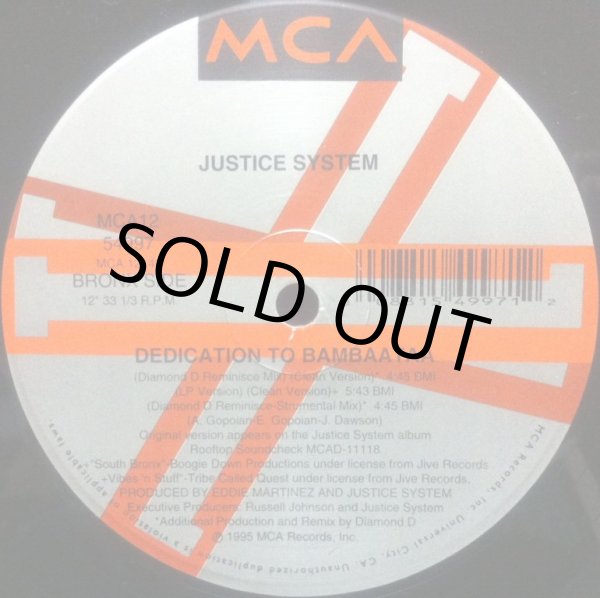 MCA
JUSTICE SYSTEM
MCA12
54997
BRONX SIDE
12" 33 1/3 R.P.M.
SOLD OUT
49971 2
DEDICATION TO
(Diamond D Reminisce Mix) (Clean Version)* 4:45 BMI
(LP Version) (Clean Version)+ 5:43 BMI
(Diamond D Reminisce-Strumental Mix)* 4:45 BMI
(A. Gopoian-E. Gopoian-J. Dawson)
Original version appears on the Justice System album
Rooftop Soundcheck MCAD-11118
"South Bronx"-Boogie Down Productions under license from Jive Records
+"Vibes 'n Stuff"-Tribe Called Quest under license from Jive Records.
PRODUCED BY EDDIE MARTINEZ AND JUSTICE SYSTEM
Executive Producers: Russell Johnson and Justice System
*Additional Production and Remix by Diamond D
℗ 1995 MCA Records, Inc.
MCA Records, Inc. Universal City, CA. Unauthorized duplication is a violation of applicable laws.